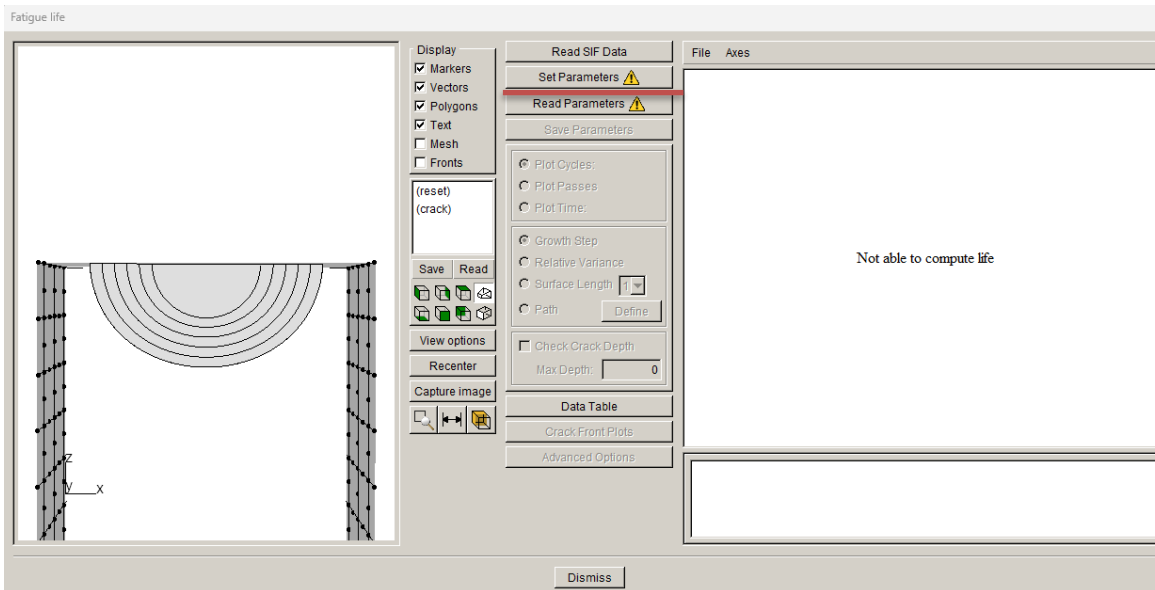 Fatigue life
Display
Markers
Vectors
Polygons
Text
Mesh
Fronts
(reset)
(crack)
Save Read
View options
Recenter
Capture image
z
y x
Read SIF Data
Set Parameters
Read Parameters
Save Parameters
Plot Cycles:
Plot Passes
Plot Time:
Growth Step
Relative Variance
Surface Length 1
Path Define
Check Crack Depth
Max Depth: 0
Data Table
Crack Front Plots
Advanced Options
File Axes
Not able to compute life
Dismiss